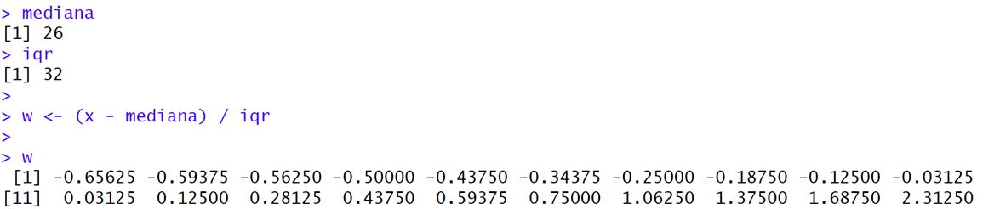 > mediana
[1] 26
> iqr
[1] 32
>
> w <- (x - mediana) / iqr
>
> w
 [1] -0.65625 -0.59375 -0.56250 -0.50000 -0.43750 -0.34375 -0.25000 -0.18750 -0.12500 -0.03125
[11]  0.03125  0.12500  0.28125  0.43750  0.59375  0.75000  1.06250  1.37500  1.68750  2.31250